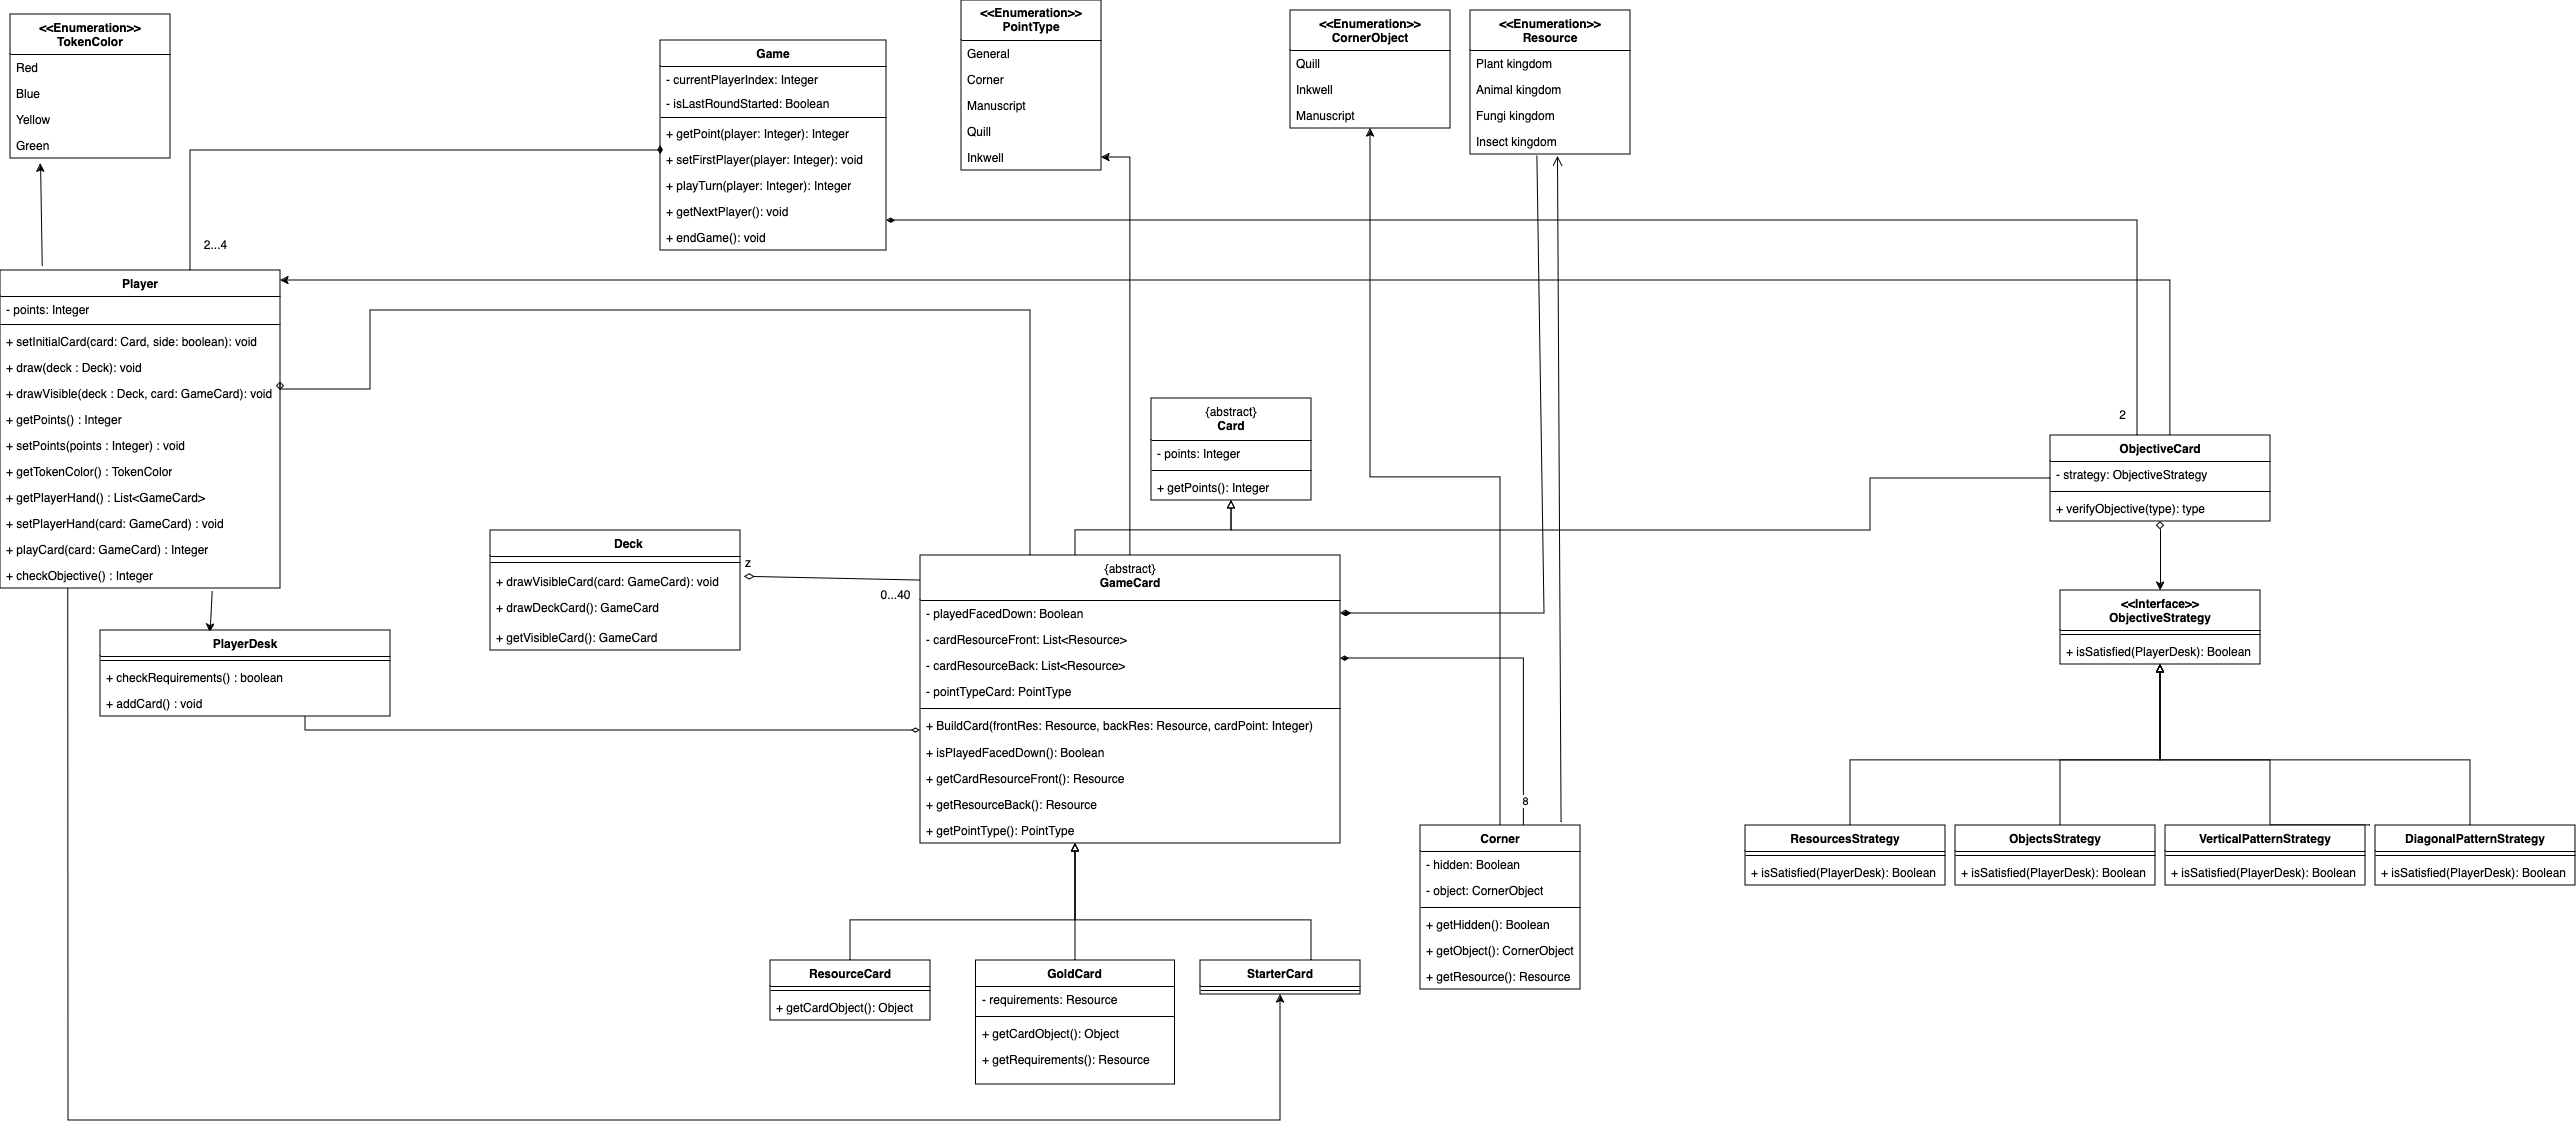 <<Enumeration>>
TokenColor
Red
Blue
Yellow
Green
Game
- currentPlayerIndex: Integer
- isLastRoundStarted: Boolean
+ getPoint(player: Integer): Integer
+ setFirstPlayer(player: Integer): void
+ playTurn(player: Integer): Integer
+ getNextPlayer(): void
+ endGame(): void
<<Enumeration>>
PointType
General
Corner
Manuscript
Quill
Inkwell
<<Enumeration>>
CornerObject
Quill
Inkwell
Manuscript
<<Enumeration>>
Resource
Plant kingdom
Animal kingdom
Fungi kingdom
Insect kingdom
2...4
Player
- points: Integer
+ setInitialCard(card: Card, side: boolean): void
+ draw(deck : Deck): void
+ drawVisible(deck : Deck, card: GameCard): void
+ getPoints() : Integer
+ setPoints(points : Integer) : void
+ getTokenColor() : TokenColor
+ getPlayerHand() : List<GameCard>
+ setPlayerHand(card: GameCard) : void
+ playCard(card: GameCard) : Integer
+ checkObjective() : Integer
{abstract}
Card
- points: Integer
+ getPoints(): Integer
2
ObjectiveCard
- strategy: ObjectiveStrategy
+ verifyObjective(type): type
Deck
+ drawVisibleCard(card: GameCard): void
+ drawDeckCard(): GameCard
+ getVisibleCard(): GameCard
z
0...40
{abstract}
GameCard
- playedFacedDown: Boolean
- cardResourceFront: List<Resource>
- cardResourceBack: List<Resource>
- pointTypeCard: PointType
+ BuildCard(frontRes: Resource, backRes: Resource, cardPoint: Integer)
+ isPlayedFacedDown(): Boolean
+ getCardResourceFront(): Resource
+ getResourceBack(): Resource
+ getPointType(): PointType
<<Interface>>
ObjectiveStrategy
+ isSatisfied(PlayerDesk): Boolean
PlayerDesk
+ checkRequirements() : boolean
+ addCard() : void
8
Corner
- hidden: Boolean
- object: CornerObject
+ getHidden(): Boolean
+ getObject(): CornerObject
+ getResource(): Resource
ResourcesStrategy
+ isSatisfied(PlayerDesk): Boolean
ObjectsStrategy
+ isSatisfied(PlayerDesk): Boolean
VerticalPatternStrategy
+ isSatisfied(PlayerDesk): Boolean
DiagonalPatternStrategy
+ isSatisfied(PlayerDesk): Boolean
ResourceCard
+ getCardObject(): Object
GoldCard
- requirements: Resource
+ getCardObject(): Object
+ getRequirements(): Resource
StarterCard